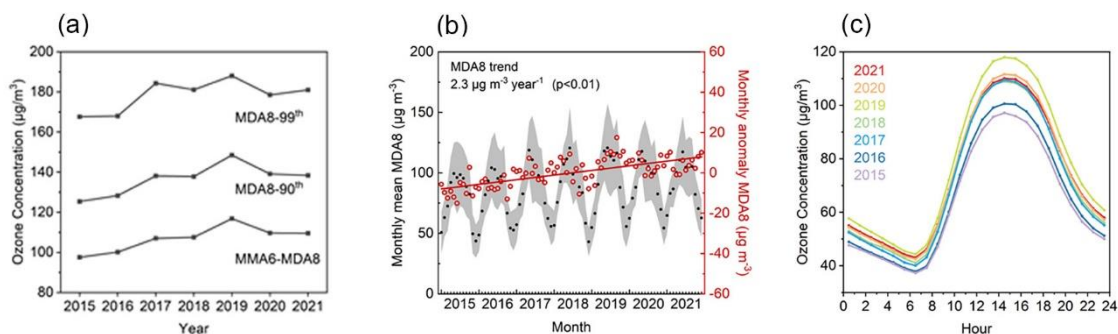 (a)
Ozone Concentration (µg/m³)
200
180
160
140
120
100
80
MDA8-99th
MDA8-90th
MMA6-MDA8
2015 2016 2017 2018 2019 2020 2021
Year
(b)
Monthly mean MDA8 (µg m⁻³)
200
150
100
50
0
MDA8 trend
2.3 µg m⁻³ year⁻¹ (p<0.01)
60
40
20
0
-20
-40
-60
Monthly anomaly MDA8 (µg m⁻³)
2015 2016 2017 2018 2019 2020 2021
Month
(c)
Ozone Concentration (µg/m³)
120
100
80
60
40
2021
2020
2019
2018
2017
2016
2015
0 2 4 6 8 10 12 14 16 18 20 22 24
Hour